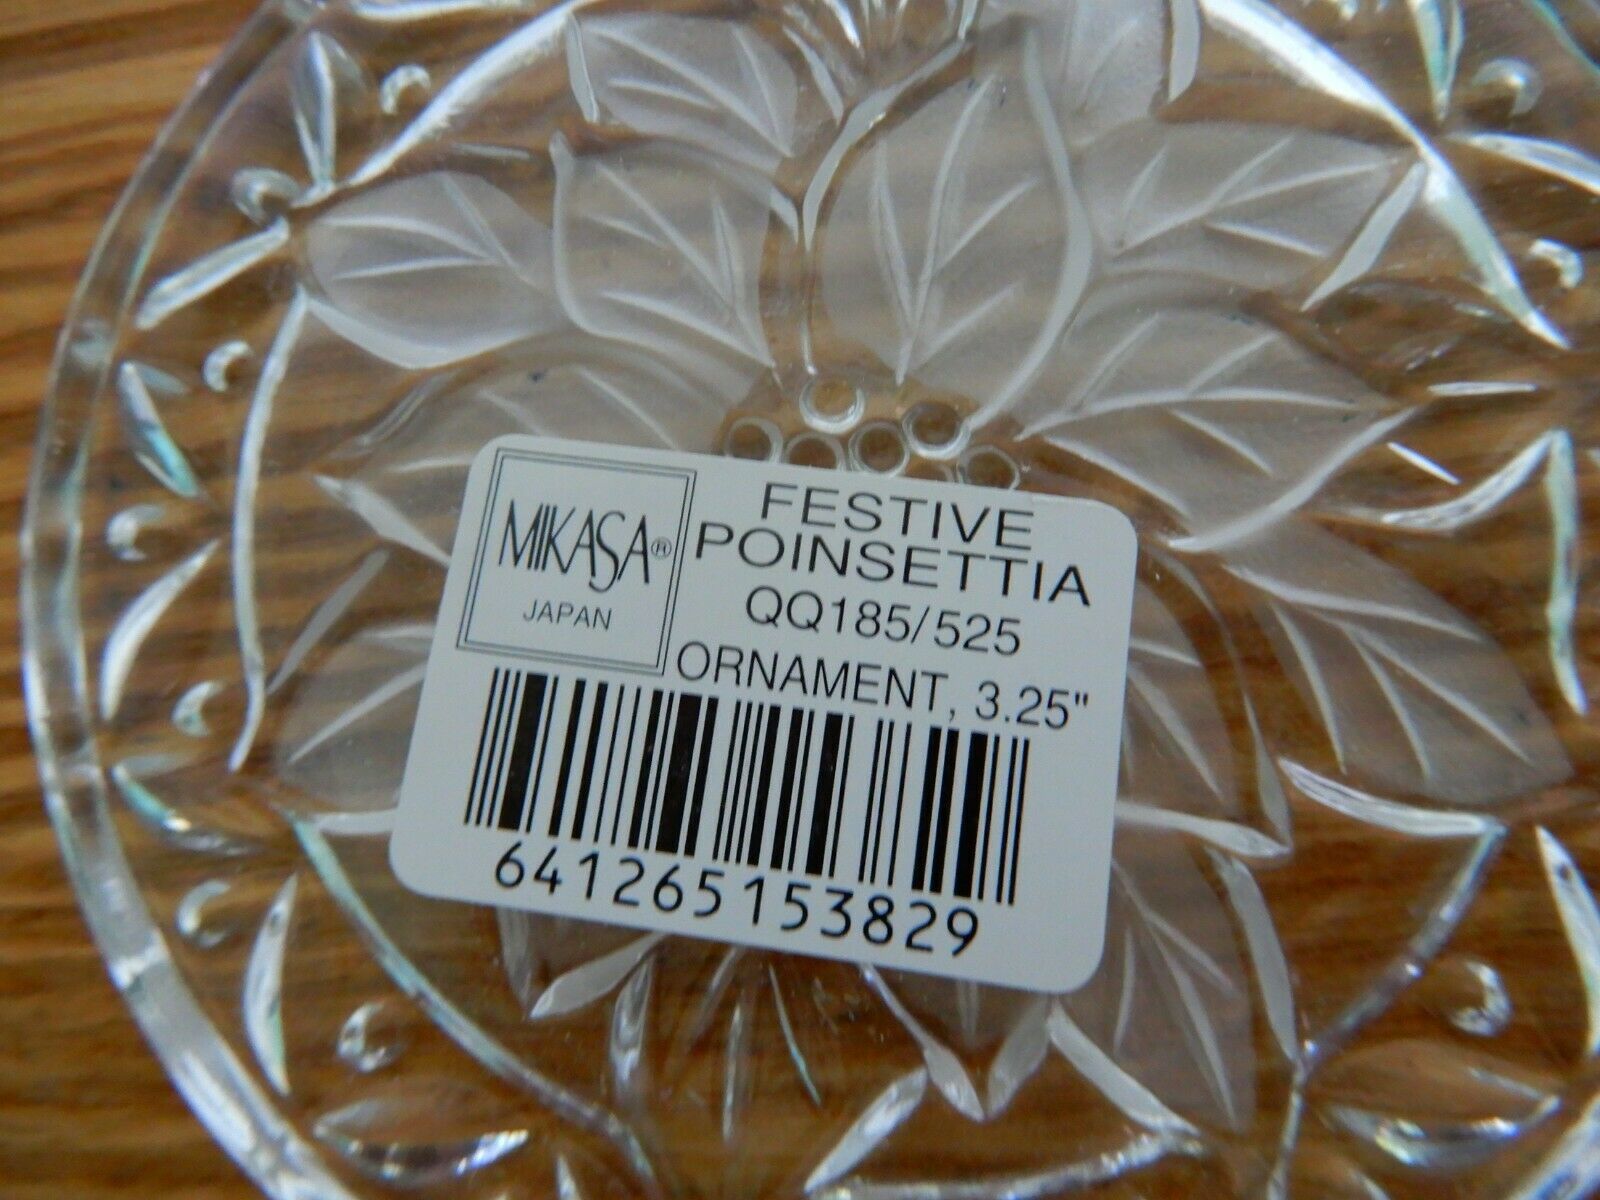 MIKASA®
JAPAN
FESTIVE
POINSETTIA
QQ185/525
ORNAMENT, 3.25"
641265153829